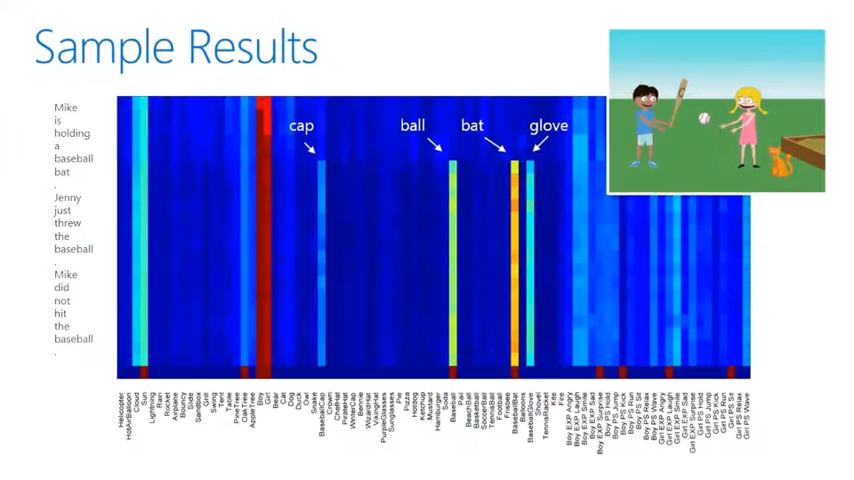 Sample Results
Mike
is
holding
a
baseball
bat
.
Jenny
just
threw
the
baseball
.
Mike
did
not
hit
the
baseball
.
cap
ball
bat
glove
Helicopter
HotAirBalloon
Cloud
Sun
Lightning
Rain
Rocket
Airplane
Bouncy
Slide
Sandbox
Grill
Swing
Tent
Table
PineTree
OakTree
AppleTree
Boy
Girl
Bear
Cat
Dog
Duck
Owl
Snake
BaseballCap
Crown
ChefHat
PirateHat
WinterCap
Bennie
WizardHat
VikingHat
PurpleGlasses
Sunglasses
Pie
Pizza
Hotdog
Ketchup
Mustard
Hamburger
Soda
Baseball
Pail
BeachBall
Basketball
SoccerBall
TennisBall
Football
Frisbee
BaseballBat
Balloons
BaseballGlove
Shovel
TennisRacket
Kite
Fire
Boy EXP Angry
Boy EXP Laugh
Boy EXP Smile
Boy EXP Sad
Boy EXP Surprise
Boy PS Hold
Boy PS Jump
Boy PS Kick
Boy PS Run
Boy PS Sit
Boy PS Relax
Boy PS Wave
Girl EXP Angry
Girl EXP Laugh
Girl EXP Smile
Girl EXP Sad
Girl EXP Surprise
Girl PS Hold
Girl PS Jump
Girl PS Kick
Girl PS Run
Girl PS Sit
Girl PS Relax
Girl PS Wave